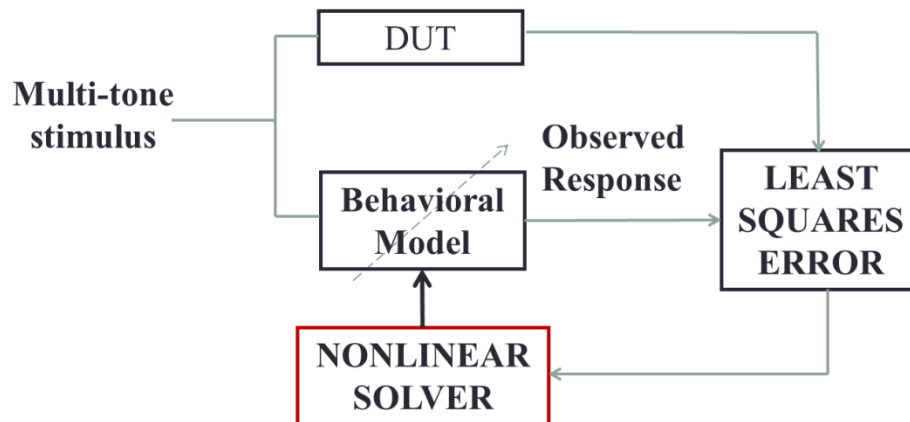 DUT
Multi-tone
stimulus
Observed
Response
Behavioral
Model
LEAST
SQUARES
ERROR
NONLINEAR
SOLVER